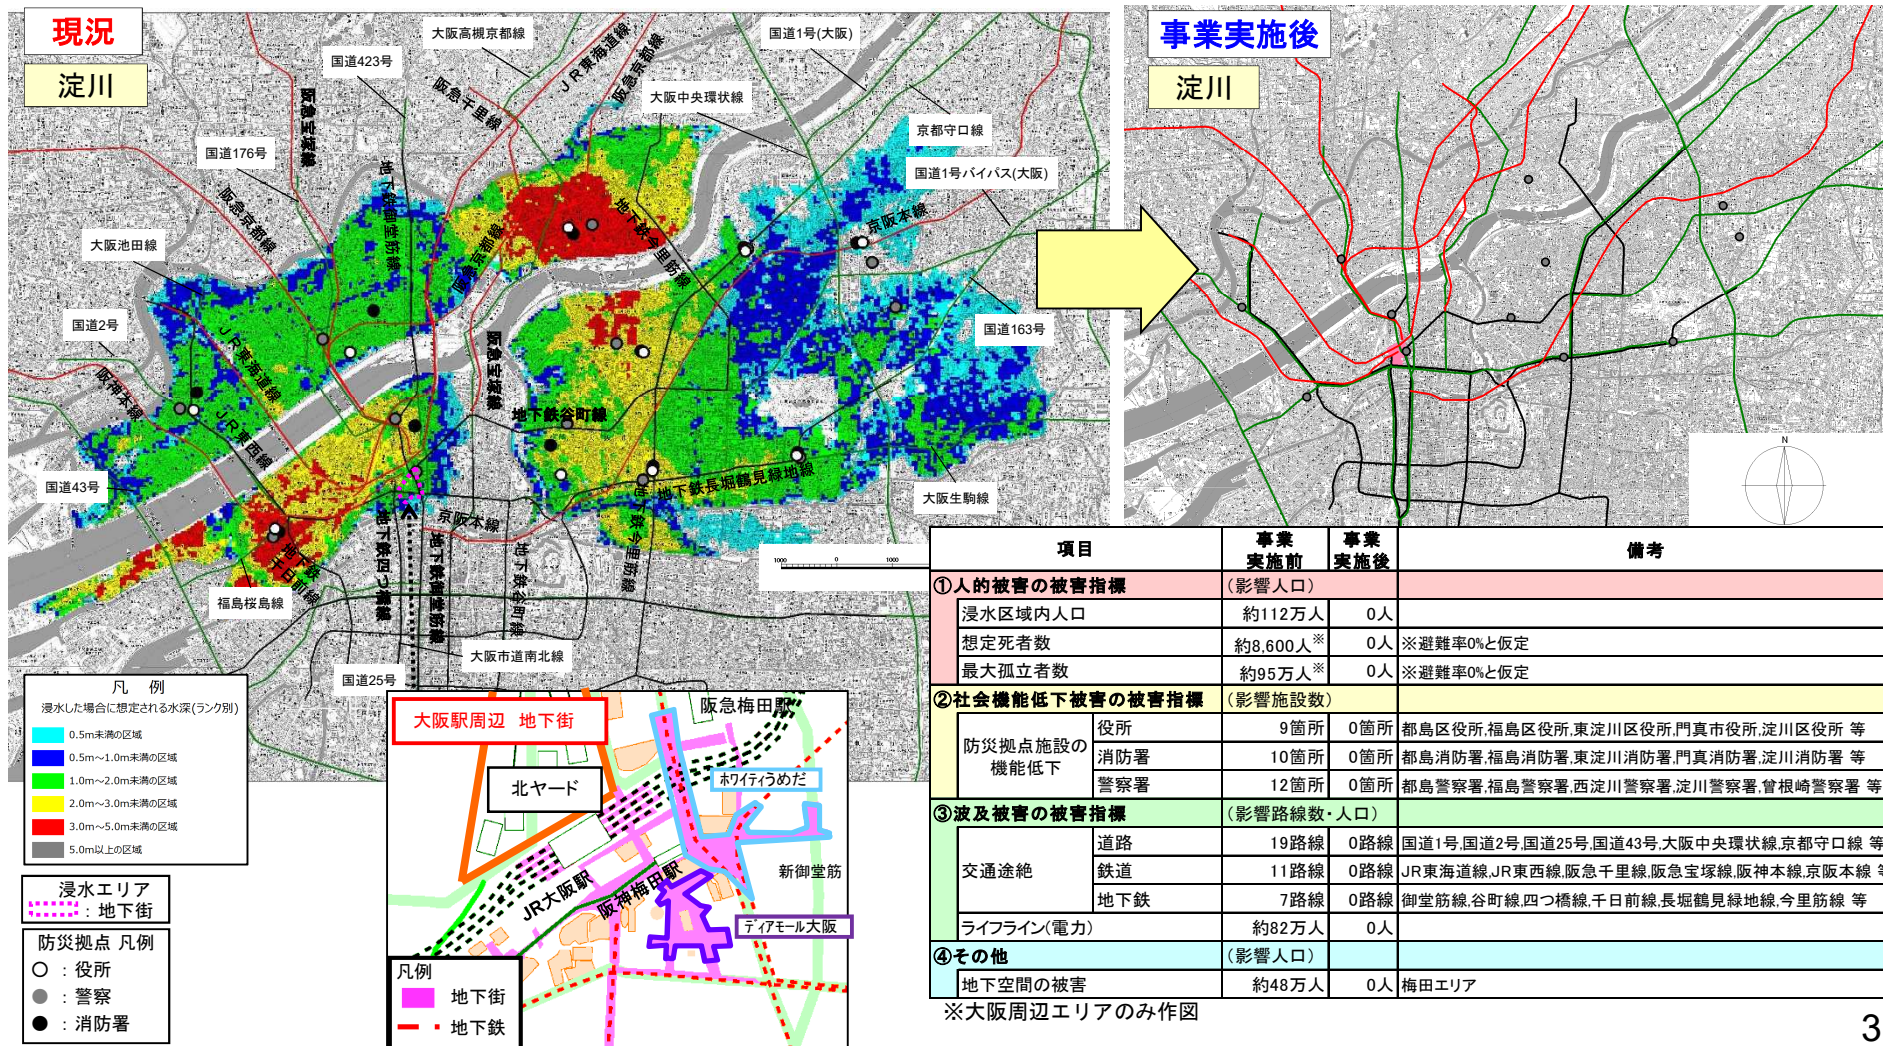 現況
淀川
国道423号
大阪高槻京都線
JR東海道線
阪急京都線
国道1号(大阪)
阪急千里線
大阪中央環状線
阪急宝塚線
京都守口線
国道176号
地下鉄御堂筋線
国道1号バイパス(大阪)
阪急京都線
地下鉄今里筋線
京阪本線
大阪池田線
阪急京都線
国道2号
JR東海道線
阪急宝塚線
国道163号
阪神本線
地下鉄谷町線
JR東西線
国道43号
地下鉄長堀鶴見緑地線
大阪生駒線
京阪本線
地下鉄千日前線
地下鉄四つ橋線
地下鉄御堂筋線
地下鉄谷町線
地下鉄今里筋線
福島桜島線
大阪市道南北線
国道25号
1000 0 1000
事業実施後
淀川
N
凡 例
浸水した場合に想定される水深(ランク別)
0.5m未満の区域
0.5m～1.0m未満の区域
1.0m～2.0m未満の区域
2.0m～3.0m未満の区域
3.0m～5.0m未満の区域
5.0m以上の区域
浸水エリア
：地下街
防災拠点 凡例
：役所
：警察
：消防署
大阪駅周辺 地下街
阪急梅田駅
北ヤード
ホワイティうめだ
新御堂筋
JR大阪駅
阪神梅田駅
ディアモール大阪
凡例
地下街
地下鉄
項目 事業実施前 事業実施後 備考
①人的被害の被害指標 (影響人口)
浸水区域内人口 約112万人 0人
想定死者数 約8,600人※ 0人 ※避難率0%と仮定
最大孤立者数 約95万人※ 0人 ※避難率0%と仮定
②社会機能低下被害の被害指標 (影響施設数)
防災拠点施設の機能低下
役所 9箇所 0箇所 都島区役所,福島区役所,東淀川区役所,門真市役所,淀川区役所 等
消防署 10箇所 0箇所 都島消防署,福島消防署,東淀川消防署,門真消防署,淀川消防署 等
警察署 12箇所 0箇所 都島警察署,福島警察署,西淀川警察署,淀川警察署,曾根崎警察署 等
③波及被害の被害指標 (影響路線数・人口)
交通途絶
道路 19路線 0路線 国道1号,国道2号,国道25号,国道43号,大阪中央環状線,京都守口線 等
鉄道 11路線 0路線 JR東海道線,JR東西線,阪急千里線,阪急宝塚線,阪神本線,京阪本線 等
地下鉄 7路線 0路線 御堂筋線,谷町線,四つ橋線,千日前線,長堀鶴見緑地線,今里筋線 等
ライフライン(電力) 約82万人 0人
④その他 (影響人口)
地下空間の被害 約48万人 0人 梅田エリア
※大阪周辺エリアのみ作図
3